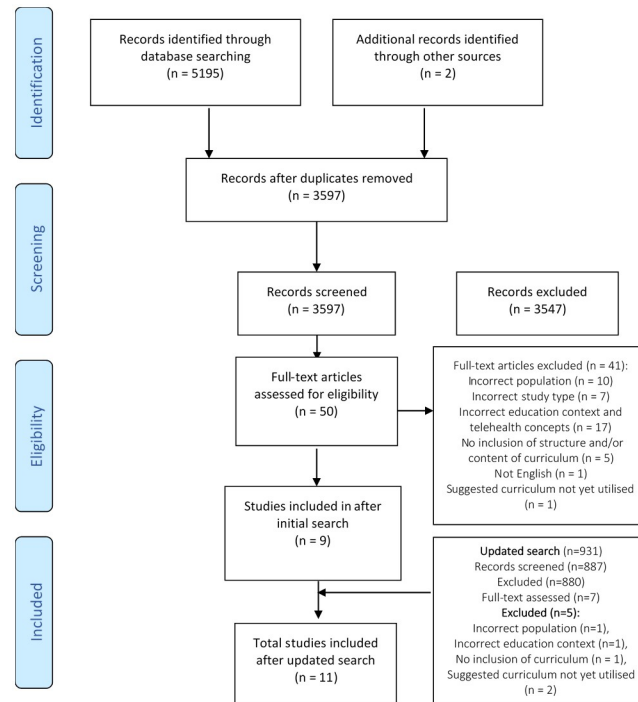 Identification
Records identified through
database searching
(n = 5195)
Additional records identified
through other sources
(n = 2)
Records after duplicates removed
(n = 3597)
Screening
Records screened
(n = 3597)
Records excluded
(n = 3547)
Eligibility
Full-text articles
assessed for eligibility
(n = 50)
Full-text articles excluded (n = 41):
Incorrect population (n = 10)
Incorrect study type (n = 7)
Incorrect education context and
telehealth concepts (n = 17)
No inclusion of structure and/or
content of curriculum (n = 5)
Not English (n = 1)
Suggested curriculum not yet utilised
(n = 1)
Studies included in after
initial search
(n = 9)
Included
Updated search (n=931)
Records screened (n=887)
Excluded (n=880)
Full-text assessed (n=7)
Excluded (n=5):
Incorrect population (n=1),
Incorrect education context (n=1),
No inclusion of curriculum (n = 1),
Suggested curriculum not yet utilised
(n = 2)
Total studies included
after updated search
(n = 11)